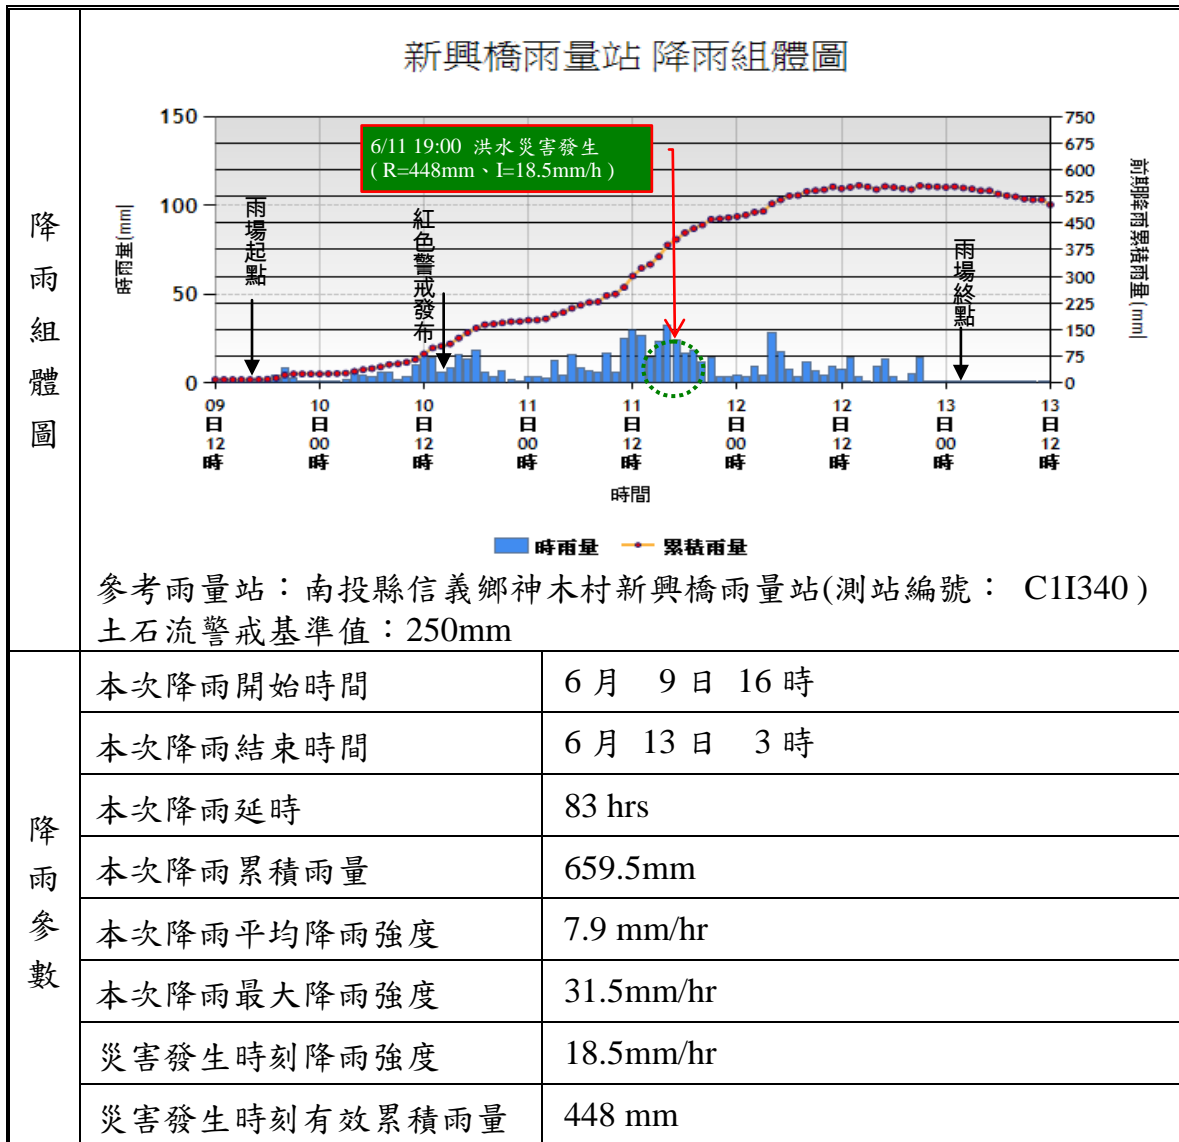 降雨組體圖
新興橋雨量站 降雨組體圖
6/11 19:00 洪水災害發生
( R=448mm、I=18.5mm/h )
時雨量(mm)
150
100
50
0
雨場起點
紅色警戒發布
雨場終點
750
675
600
525
450
375
300
225
150
75
0
前期降雨累積雨量(mm)
09日12時
10日00時
10日12時
11日00時
11日12時
12日00時
12日12時
13日00時
13日12時
時間
時雨量 累積雨量
參考雨量站：南投縣信義鄉神木村新興橋雨量站(測站編號： C1I340 )
土石流警戒基準值：250mm
降雨參數
本次降雨開始時間 6 月 9 日 16 時
本次降雨結束時間 6 月 13 日 3 時
本次降雨延時 83 hrs
本次降雨累積雨量 659.5mm
本次降雨平均降雨強度 7.9 mm/hr
本次降雨最大降雨強度 31.5mm/hr
災害發生時刻降雨強度 18.5mm/hr
災害發生時刻有效累積雨量 448 mm